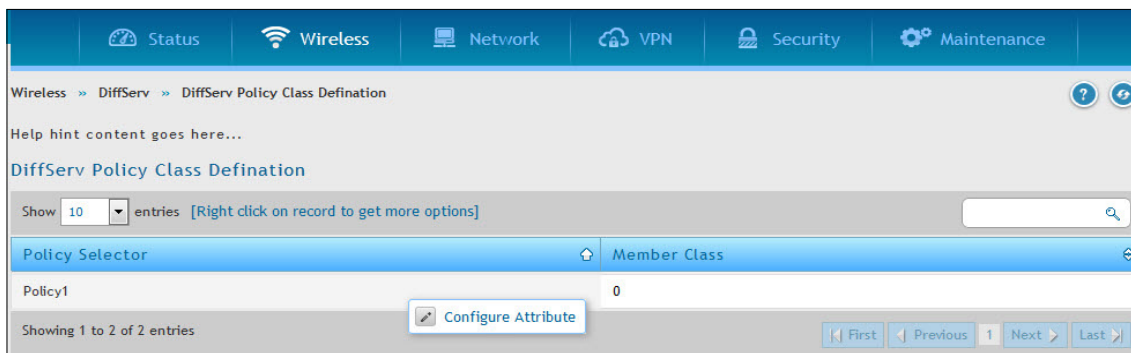 Status Wireless Network VPN Security Maintenance
Wireless » DiffServ » DiffServ Policy Class Defination
Help hint content goes here...
DiffServ Policy Class Defination
Show 10 entries [Right click on record to get more options]
Policy Selector Member Class
Policy1 0
Configure Attribute
Showing 1 to 2 of 2 entries First Previous 1 Next Last